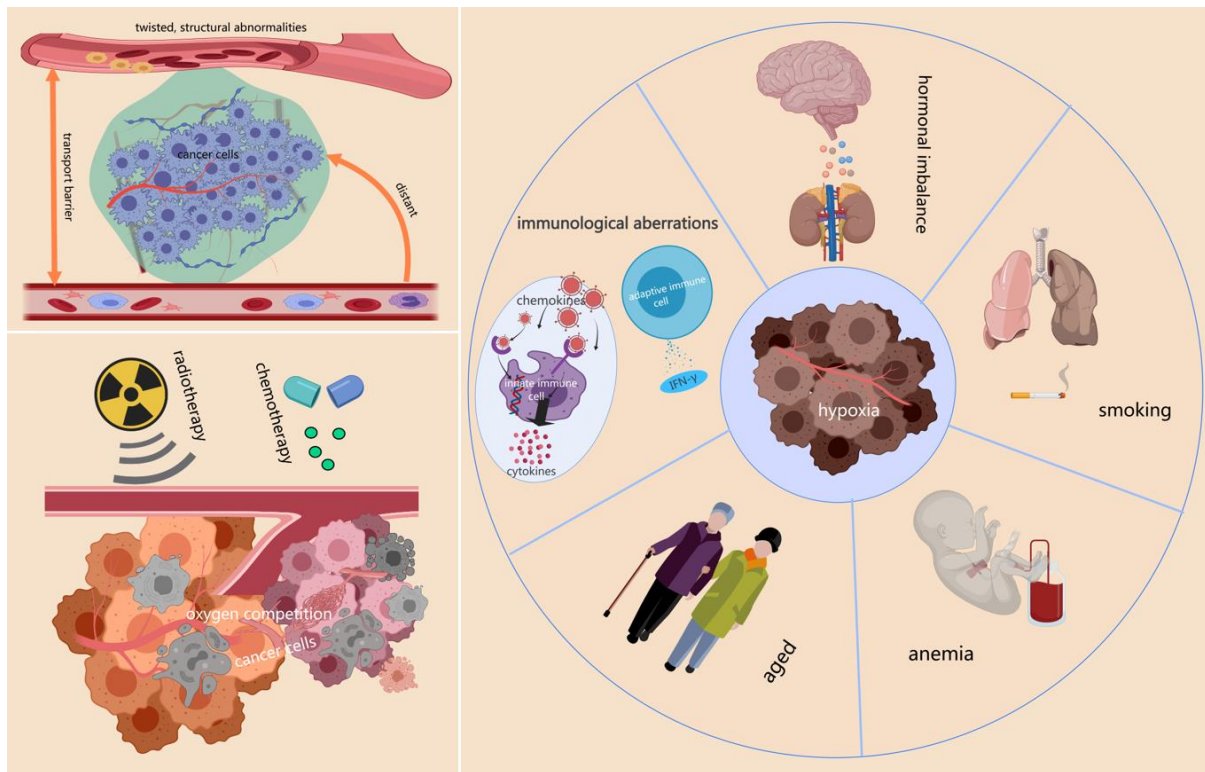 twisted, structural abnormalities
transport barrier
cancer cells
distant
radiotherapy
chemotherapy
oxygen competition
cancer cells
hormonal imbalance
immunological aberrations
chemokines
adaptive immune
cell
innate immune
cell
IFN-γ
cytokines
hypoxia
smoking
aged
anemia